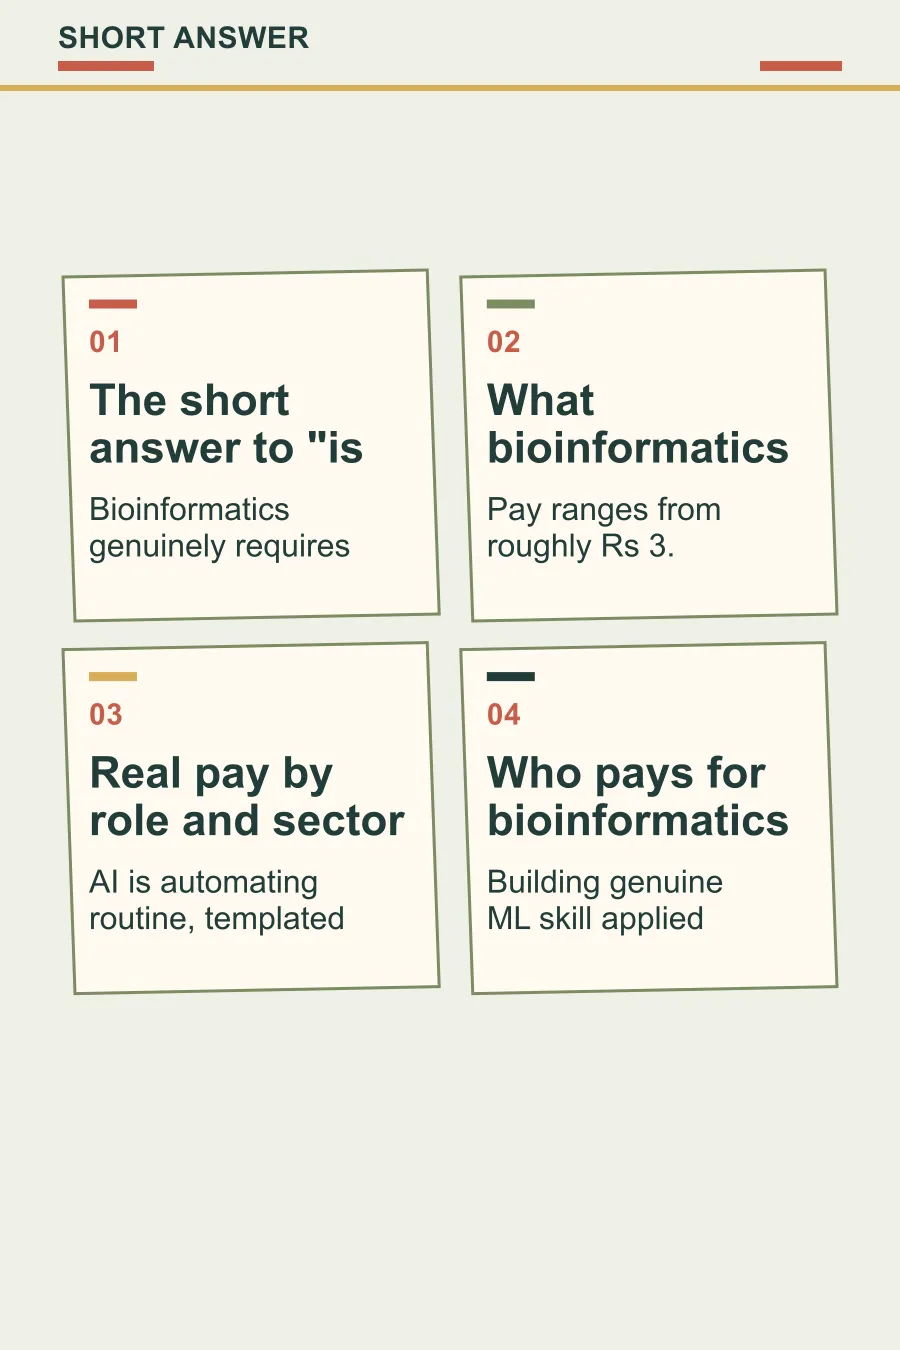 SHORT ANSWER
01
The short
answer to "is
Bioinformatics
genuinely requires
02
What
bioinformatics
Pay ranges from
roughly Rs 3.
03
Real pay by
role and sector
AI is automating
routine, templated
04
Who pays for
bioinformatics
Building genuine
ML skill applied